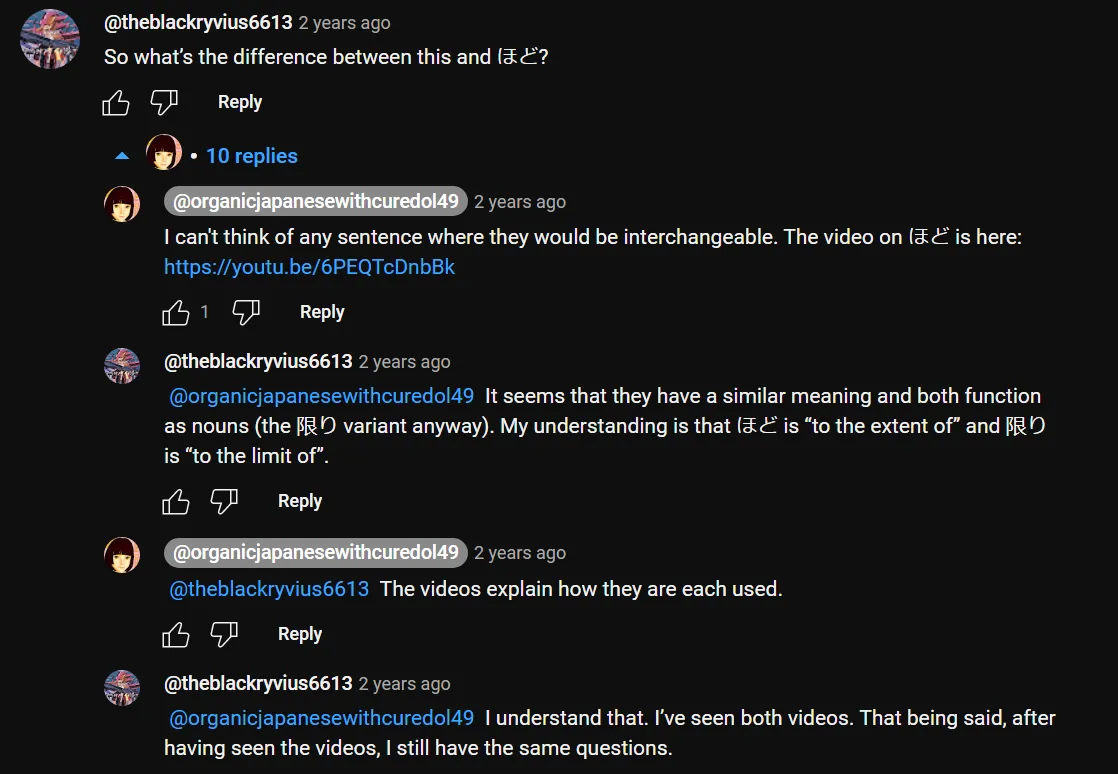 @theblackryvius6613 2 years ago
So what's the difference between this and ほど?
Reply
10 replies
@organicjapanesewithcuredol49 2 years ago
I can't think of any sentence where they would be interchangeable. The video on ほど is here:
https://youtu.be/6PEQTcDnbBk
1 Reply
@theblackryvius6613 2 years ago
@organicjapanesewithcuredol49 It seems that they have a similar meaning and both function
as nouns (the 限り variant anyway). My understanding is that ほど is “to the extent of” and 限り
is “to the limit of”.
Reply
@organicjapanesewithcuredol49 2 years ago
@theblackryvius6613 The videos explain how they are each used.
Reply
@theblackryvius6613 2 years ago
@organicjapanesewithcuredol49 I understand that. I’ve seen both videos. That being said, after
having seen the videos, I still have the same questions.